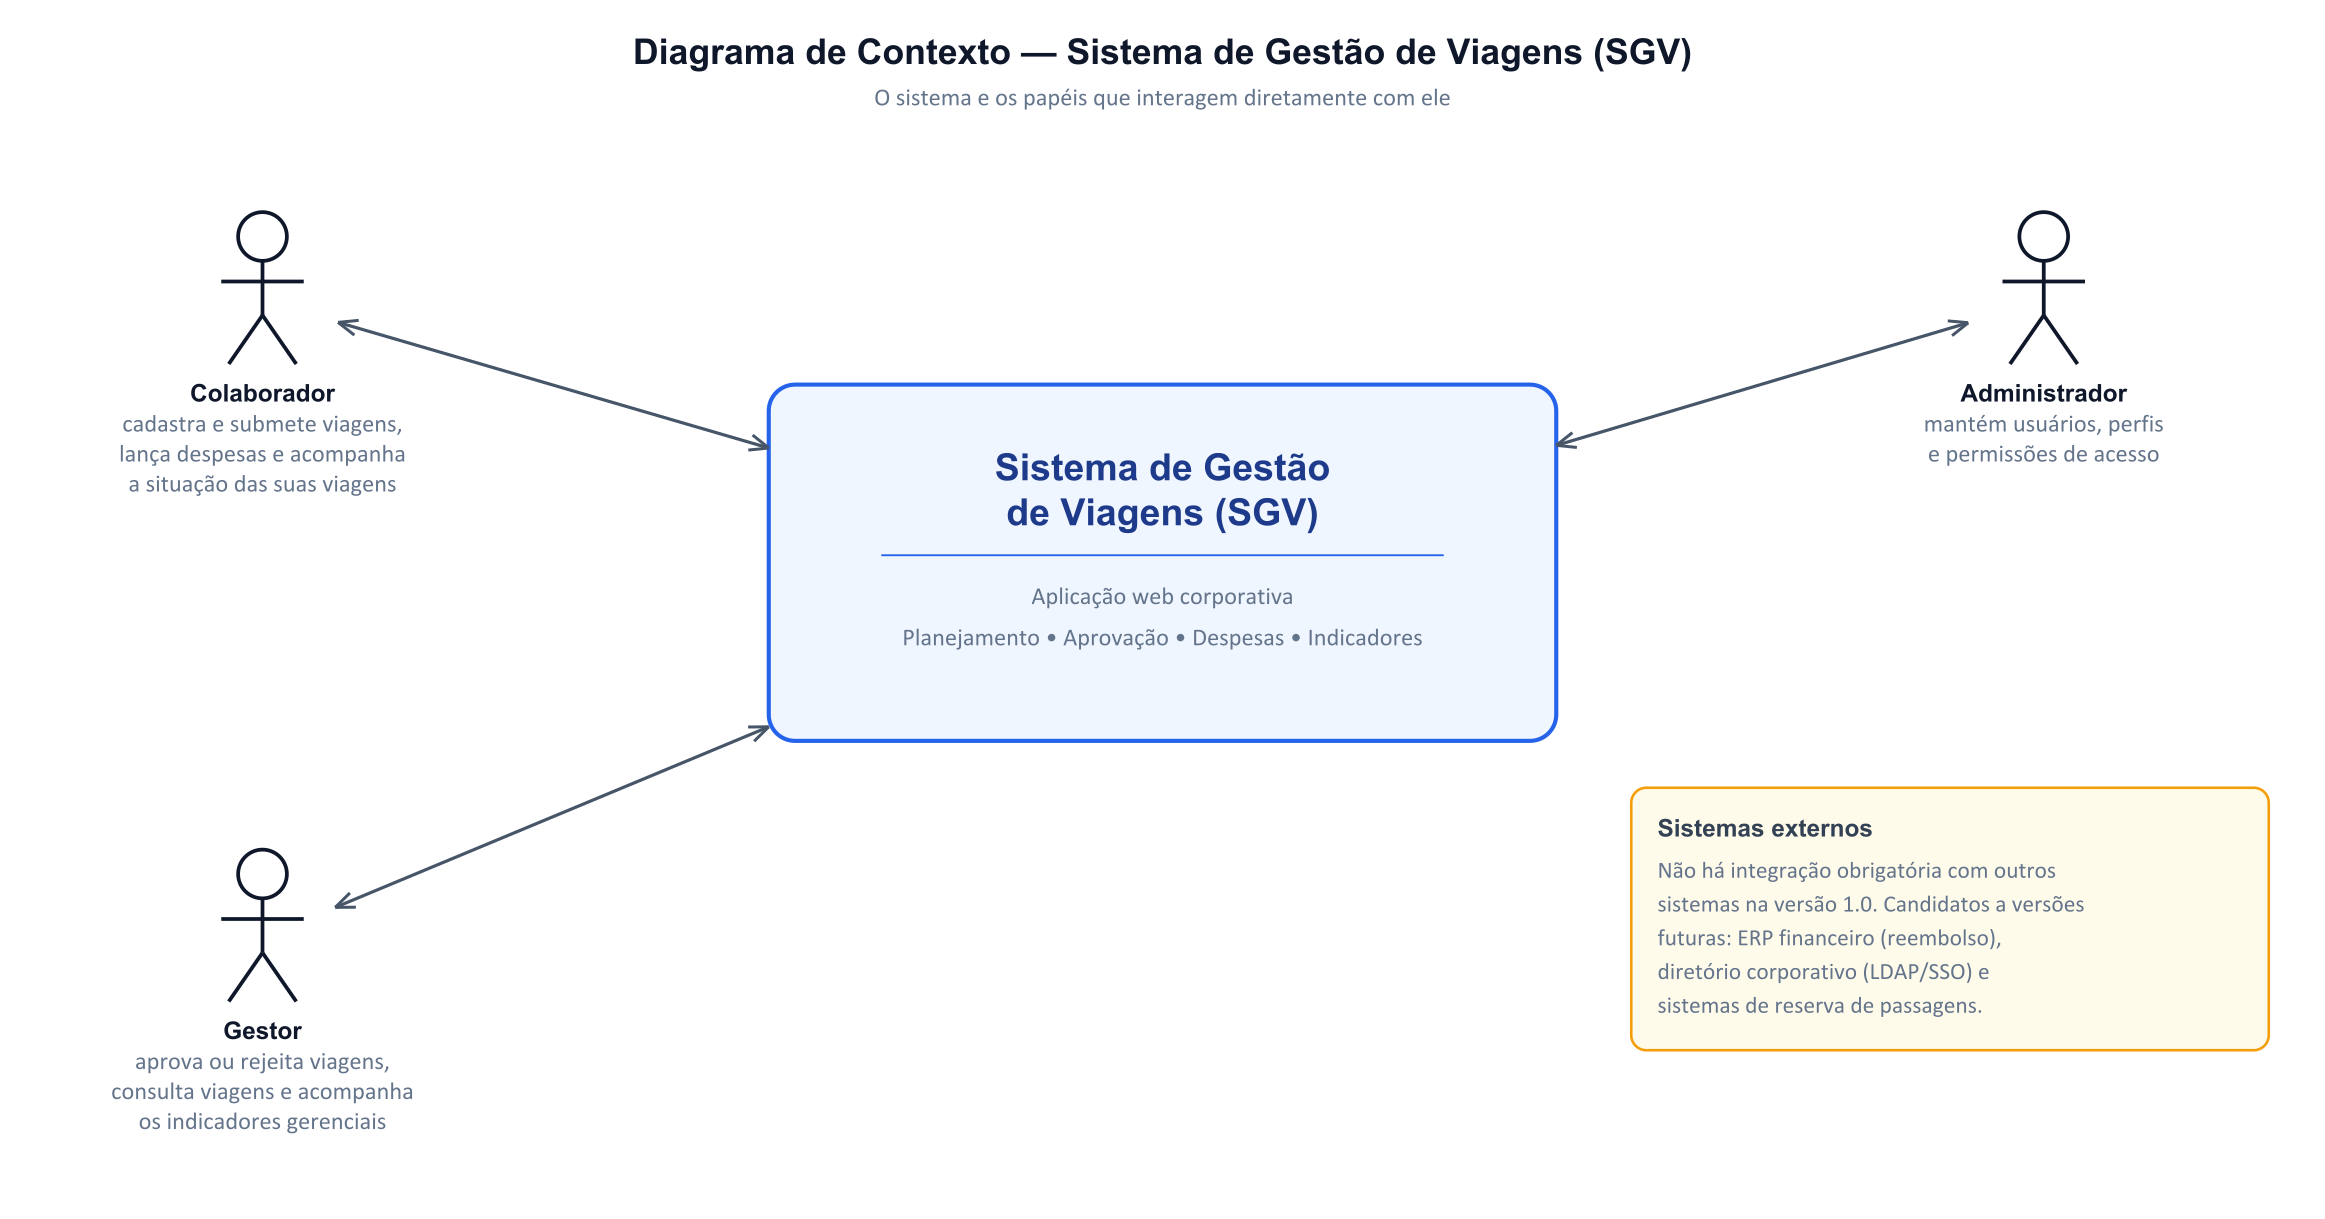 Diagrama de Contexto — Sistema de Gestão de Viagens (SGV)
O sistema e os papéis que interagem diretamente com ele
Colaborador
cadastra e submete viagens,
lança despesas e acompanha
a situação das suas viagens
Administrador
mantém usuários, perfis
e permissões de acesso
Sistema de Gestão
de Viagens (SGV)
Aplicação web corporativa
Planejamento • Aprovação • Despesas • Indicadores
Gestor
aprova ou rejeita viagens,
consulta viagens e acompanha
os indicadores gerenciais
Sistemas externos
Não há integração obrigatória com outros
sistemas na versão 1.0. Candidatos a versões
futuras: ERP financeiro (reembolso),
diretório corporativo (LDAP/SSO) e
sistemas de reserva de passagens.